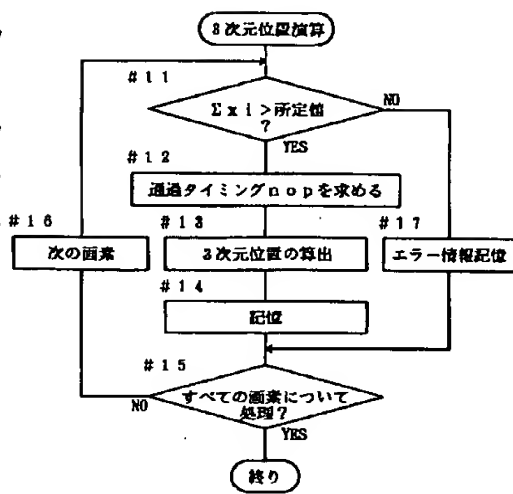 3次元位置演算
#11
Σxi>所定値
?
NO
YES
#12
通過タイミングnopを求める
#16
#13
#17
次の画素
3次元位置の算出
エラー情報記憶
#14
記憶
#15
すべての画素について
処理?
NO
YES
終り